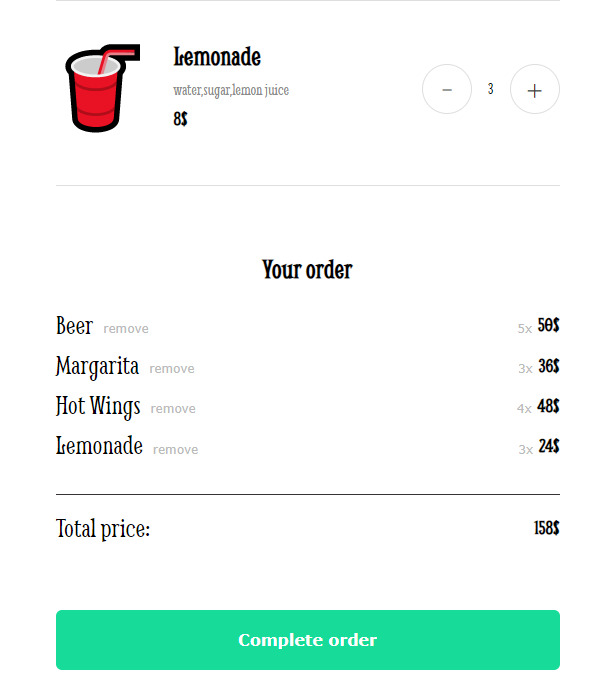 Lemonade
water,sugar,lemon juice
8$
− 3 +
Your order
Beer remove 5x 50$
Margarita remove 3x 36$
Hot Wings remove 4x 48$
Lemonade remove 3x 24$
Total price: 158$
Complete order